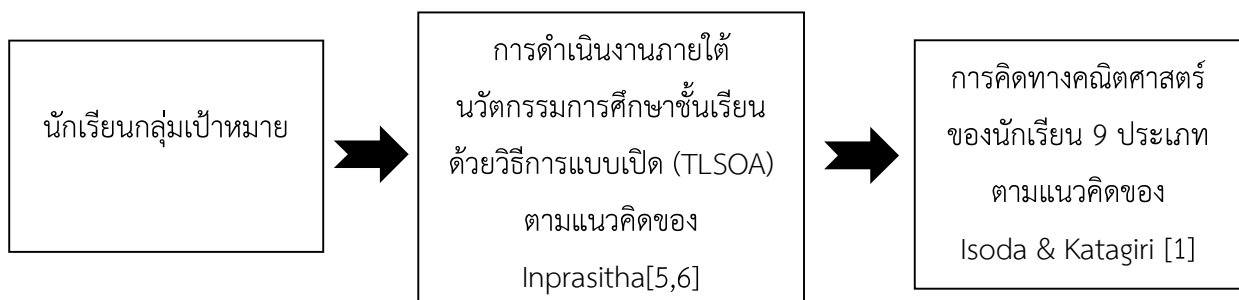 นักเรียนกลุ่มเป้าหมาย
การดำเนินงานภายใต้
นวัตกรรมการศึกษาชั้นเรียน
ด้วยวิธีการแบบเปิด (TLSOA)
ตามแนวคิดของ
Inprasitha[5,6]
การคิดทางคณิตศาสตร์
ของนักเรียน 9 ประเภท
ตามแนวคิดของ
Isoda & Katagiri [1]